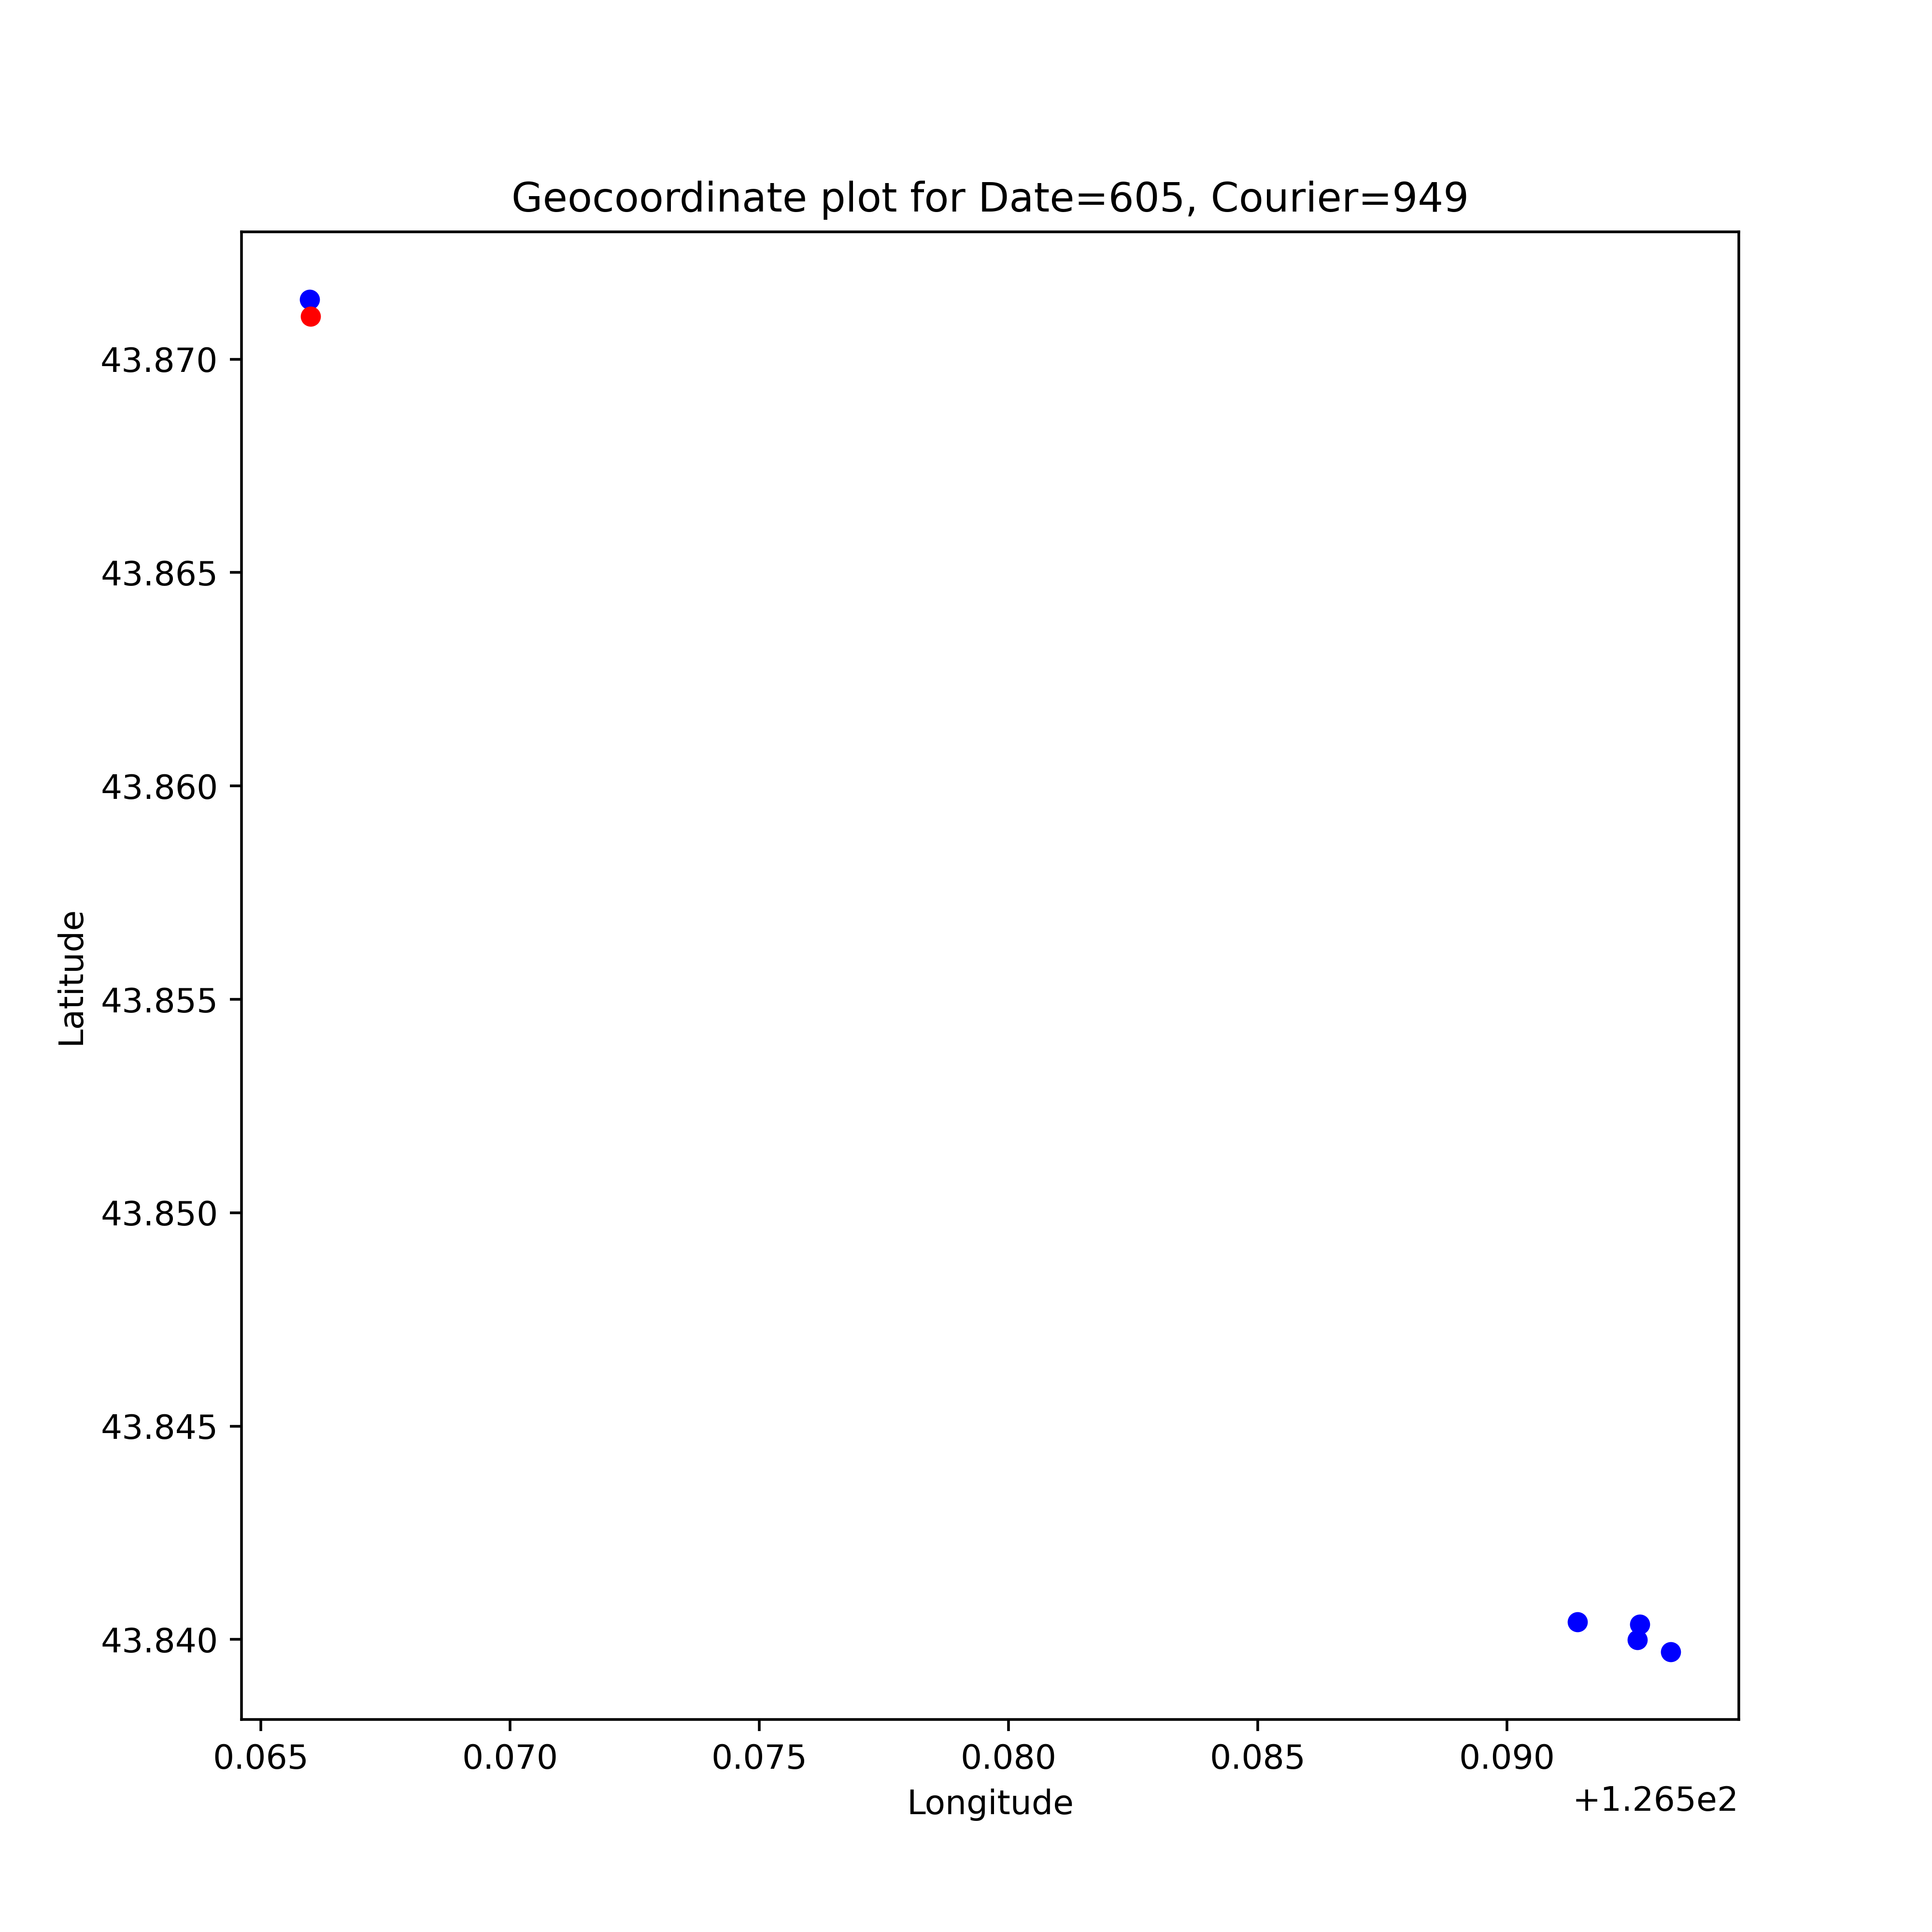 Geocoordinate plot for Date=605, Courier=949
43.870
43.865
43.860
43.855
43.850
43.845
43.840
Latitude
0.065 0.070 0.075 0.080 0.085 0.090
Longitude
+1.265e2